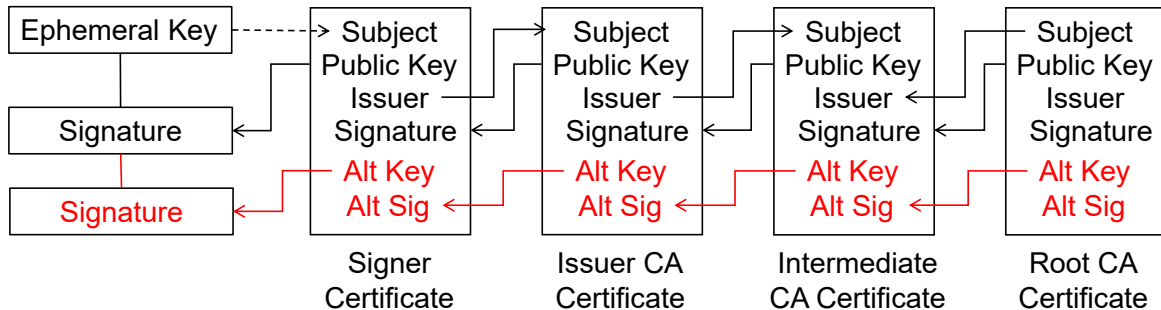 Ephemeral Key
Signature
Signature
Subject
Public Key
Issuer
Signature
Alt Key
Alt Sig
Signer
Certificate
Subject
Public Key
Issuer
Signature
Alt Key
Alt Sig
Issuer CA
Certificate
Subject
Public Key
Issuer
Signature
Alt Key
Alt Sig
Intermediate
CA Certificate
Subject
Public Key
Issuer
Signature
Alt Key
Alt Sig
Root CA
Certificate